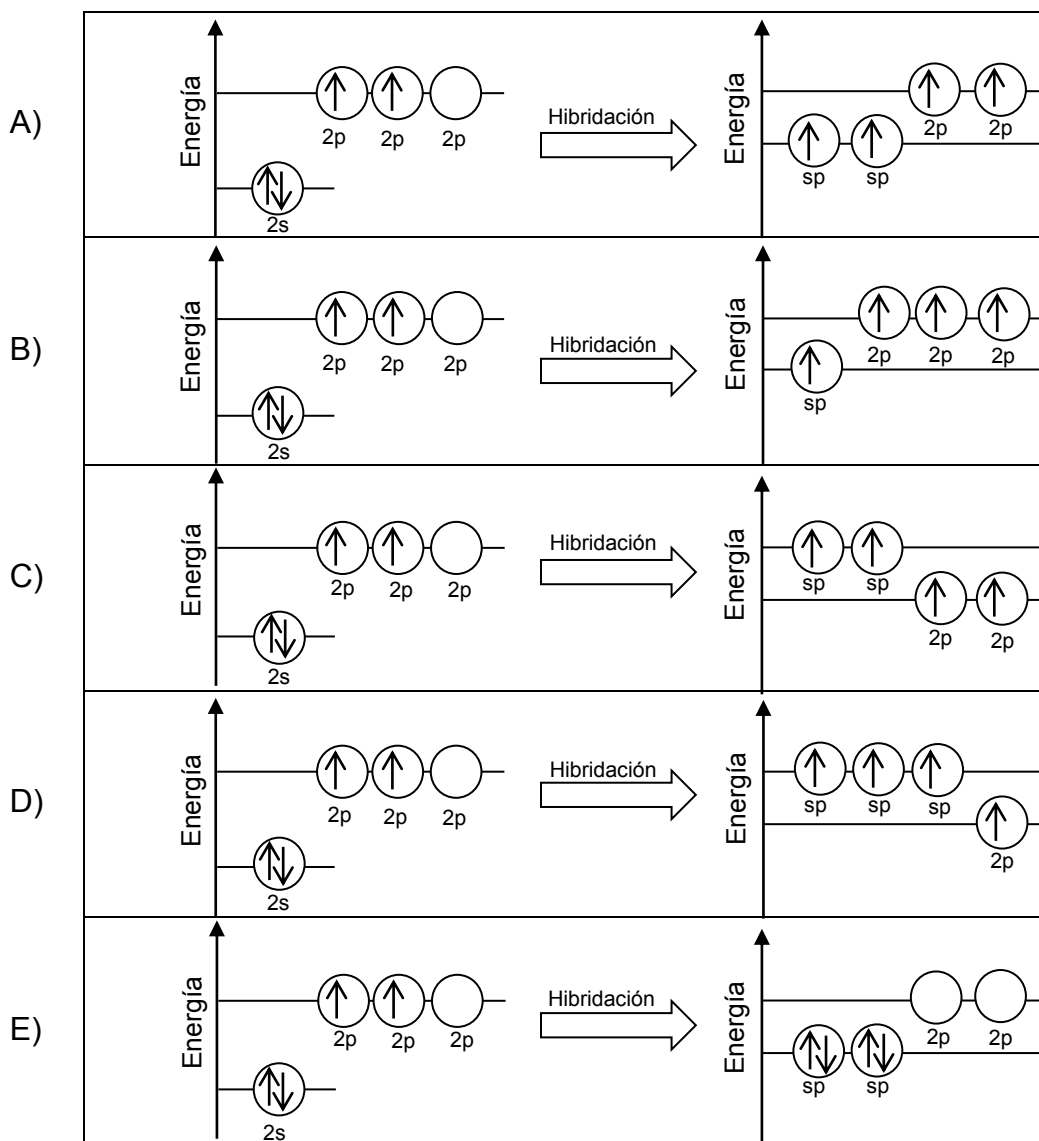 A)
Energía
2p 2p 2p
2s
Hibridación
Energía
2p 2p
sp sp
B)
Energía
2p 2p 2p
2s
Hibridación
Energía
2p 2p 2p
sp
C)
Energía
2p 2p 2p
2s
Hibridación
Energía
sp sp
2p 2p
D)
Energía
2p 2p 2p
2s
Hibridación
Energía
sp sp sp
2p
E)
Energía
2p 2p 2p
2s
Hibridación
Energía
2p 2p
sp sp